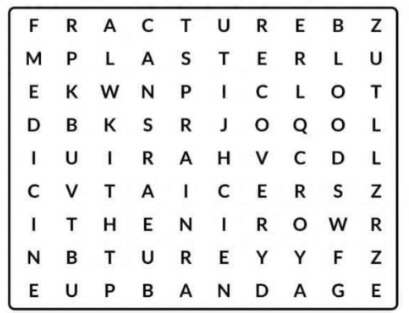 F R A C T U R E B Z
M P L A S T E R L U
E K W N P I C L O T
D B K S R J O Q O L
I U I R A H V C D L
C V T A I C E R S Z
I T H E N I R O W R
N B T U R E Y Y F Z
E U P B A N D A G E